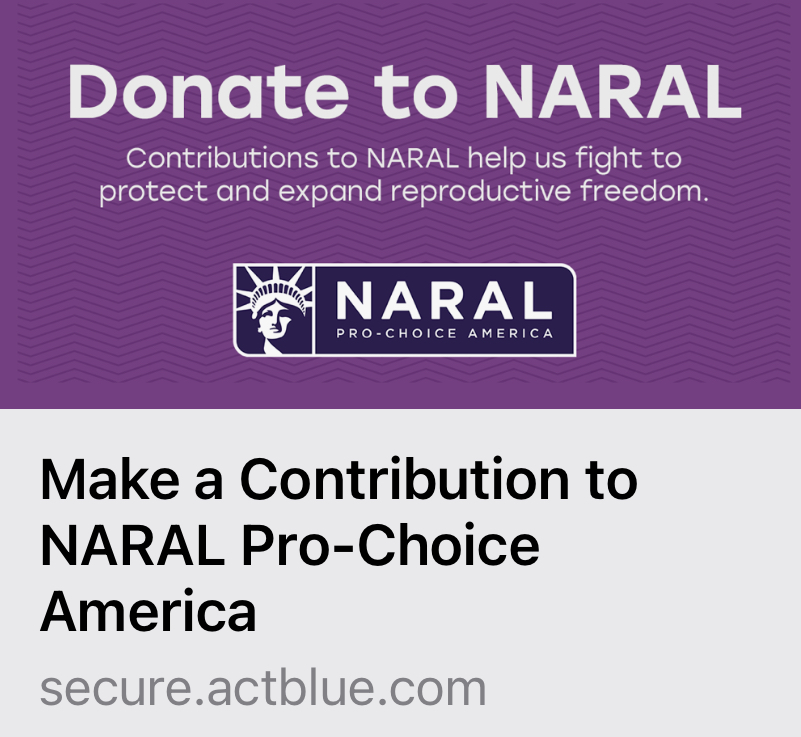 Donate to NARAL
Contributions to NARAL help us fight to
protect and expand reproductive freedom.
NARAL
PRO-CHOICE AMERICA
Make a Contribution to
NARAL Pro-Choice
America
secure.actblue.com